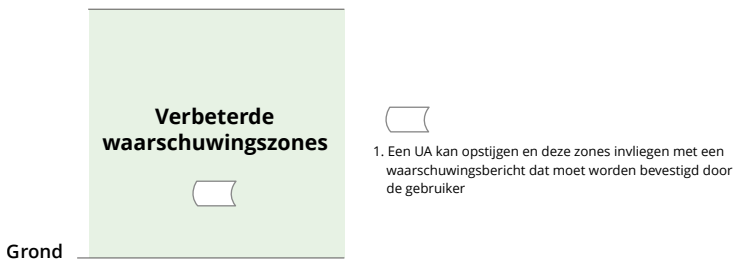 Verbeterde
waarschuwingszones
1. Een UA kan opstijgen en deze zones invliegen met een
waarschuwingsbericht dat moet worden bevestigd door
de gebruiker
Grond